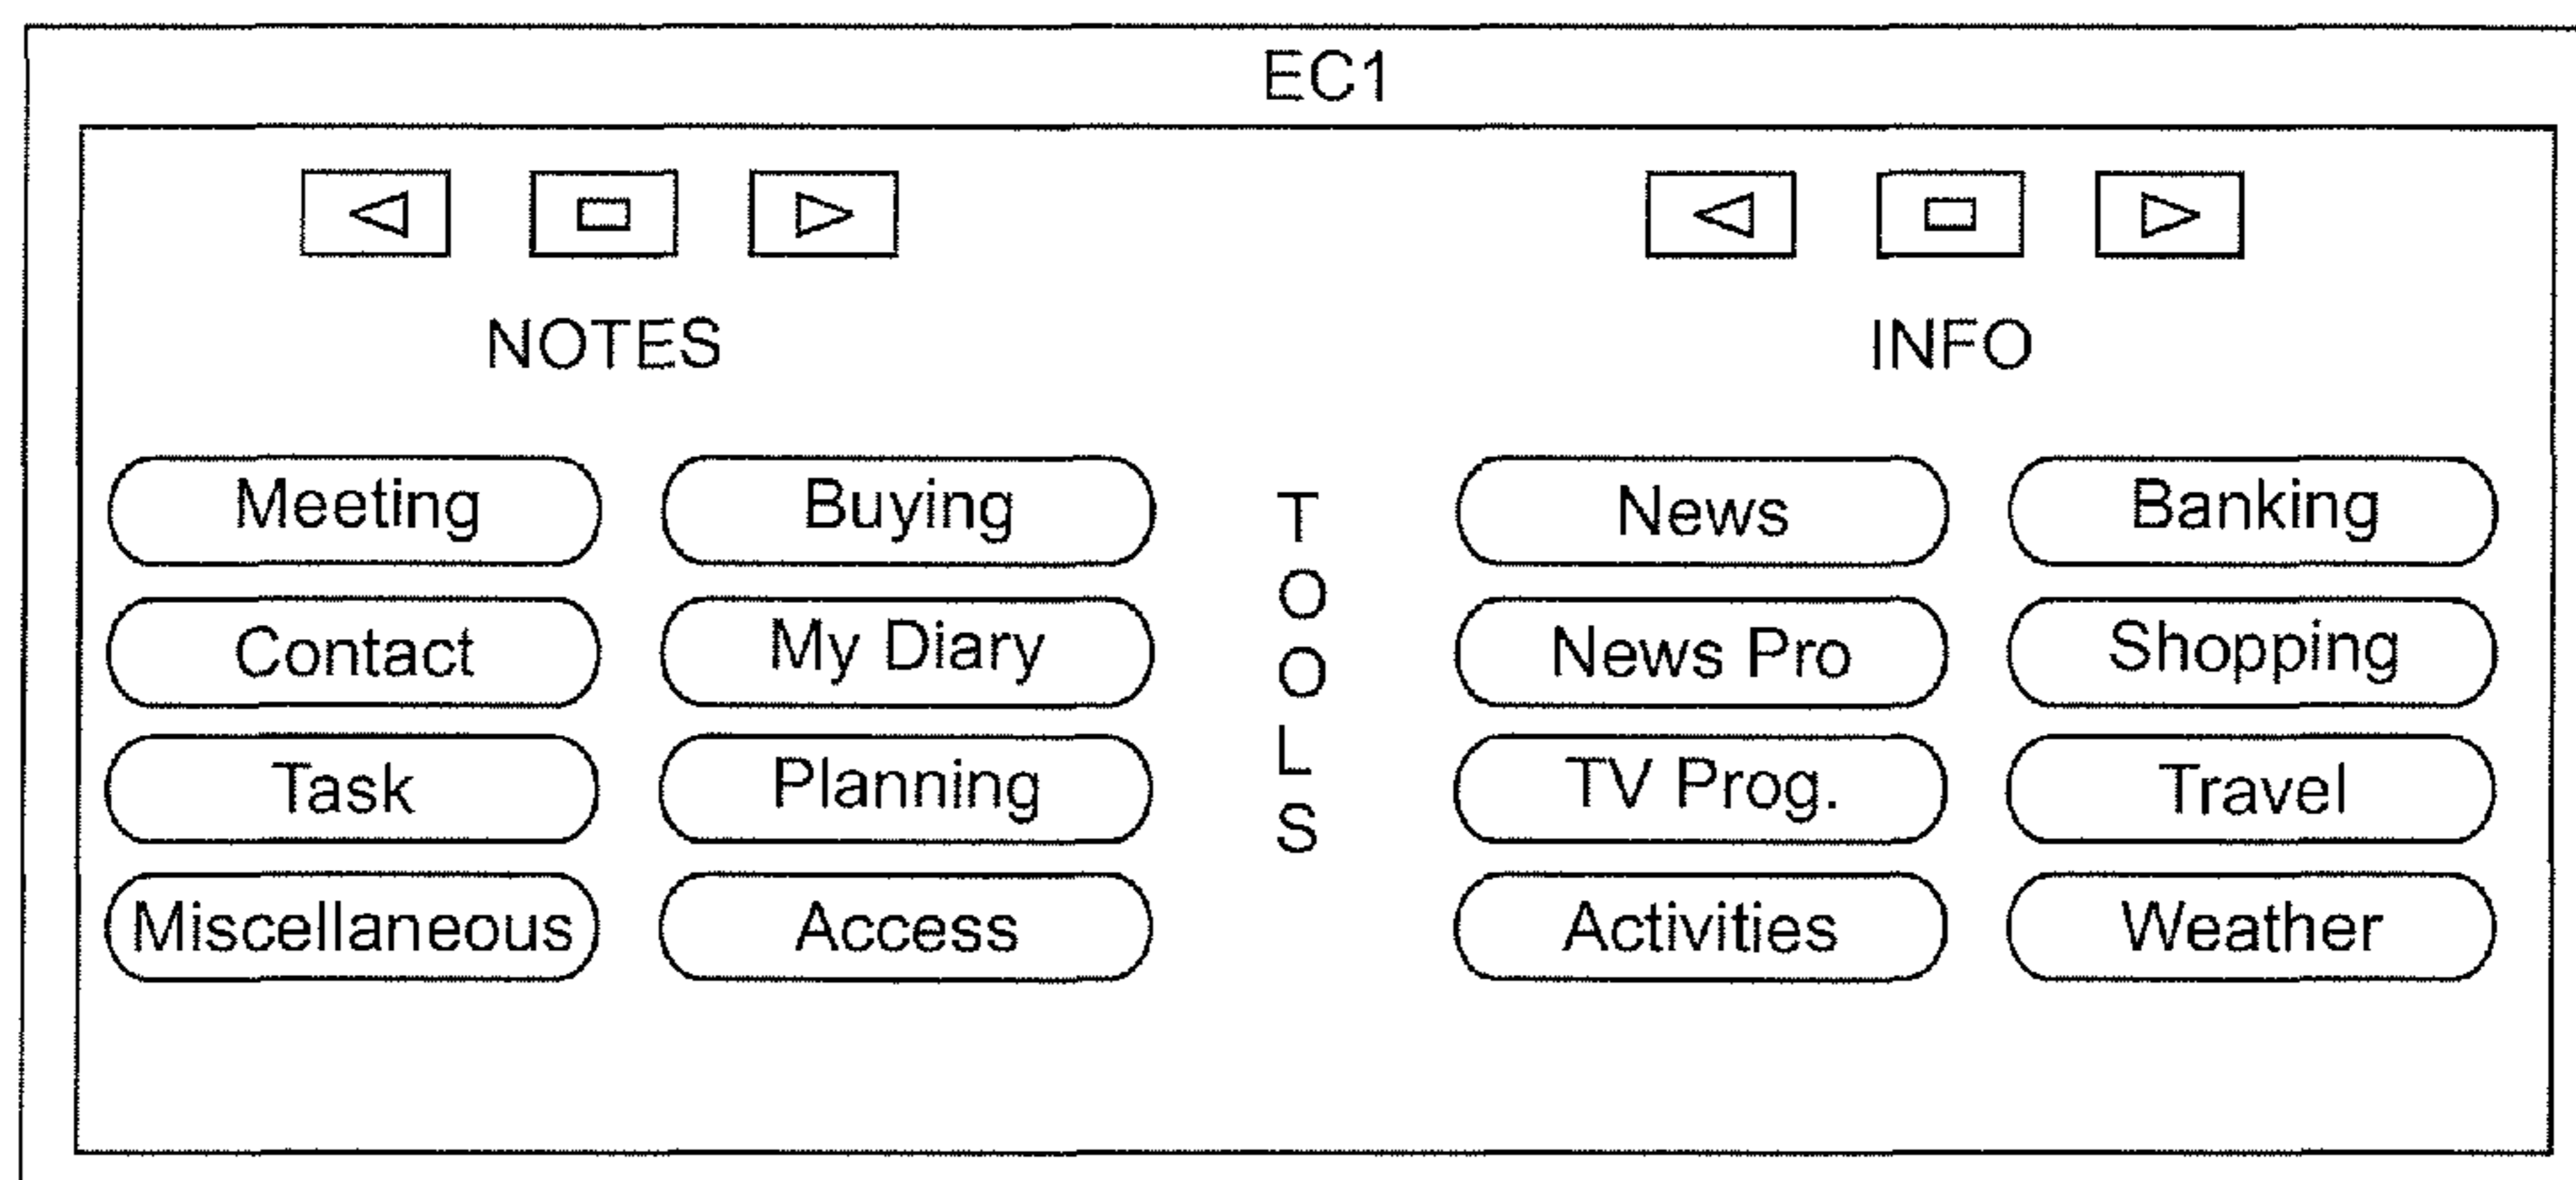 EC1
NOTES
INFO
Meeting
Buying
Contact
My Diary
Task
Planning
Miscellaneous
Access
TOOLS
News
Banking
News Pro
Shopping
TV Prog.
Travel
Activities
Weather